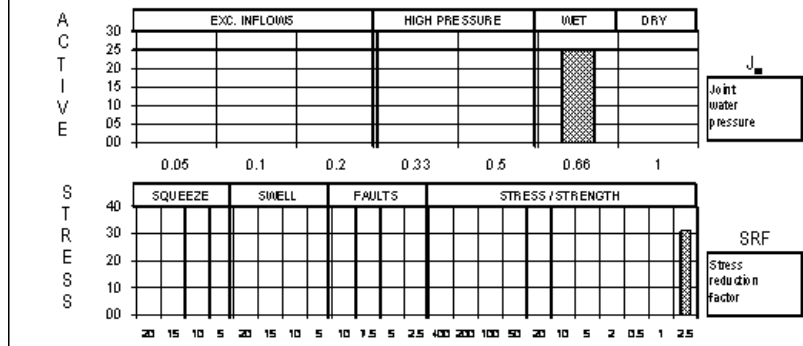 ACTIVE
EXC. INFLOWS HIGH PRESSURE WET DRY
30
25
20
15
10
05
00
0.05 0.1 0.2 0.33 0.5 0.66 1
J
Joint
water
pressure
STRESS
SQUEEZE SWELL FAULTS STRESS / STRENGTH
40
30
20
10
00
20 15 10 5 20 15 10 5 10 7.5 5 2.5 400 200 100 50 20 10 5 2 0.5 1 2.5
SRF
Stress
reduction
factor